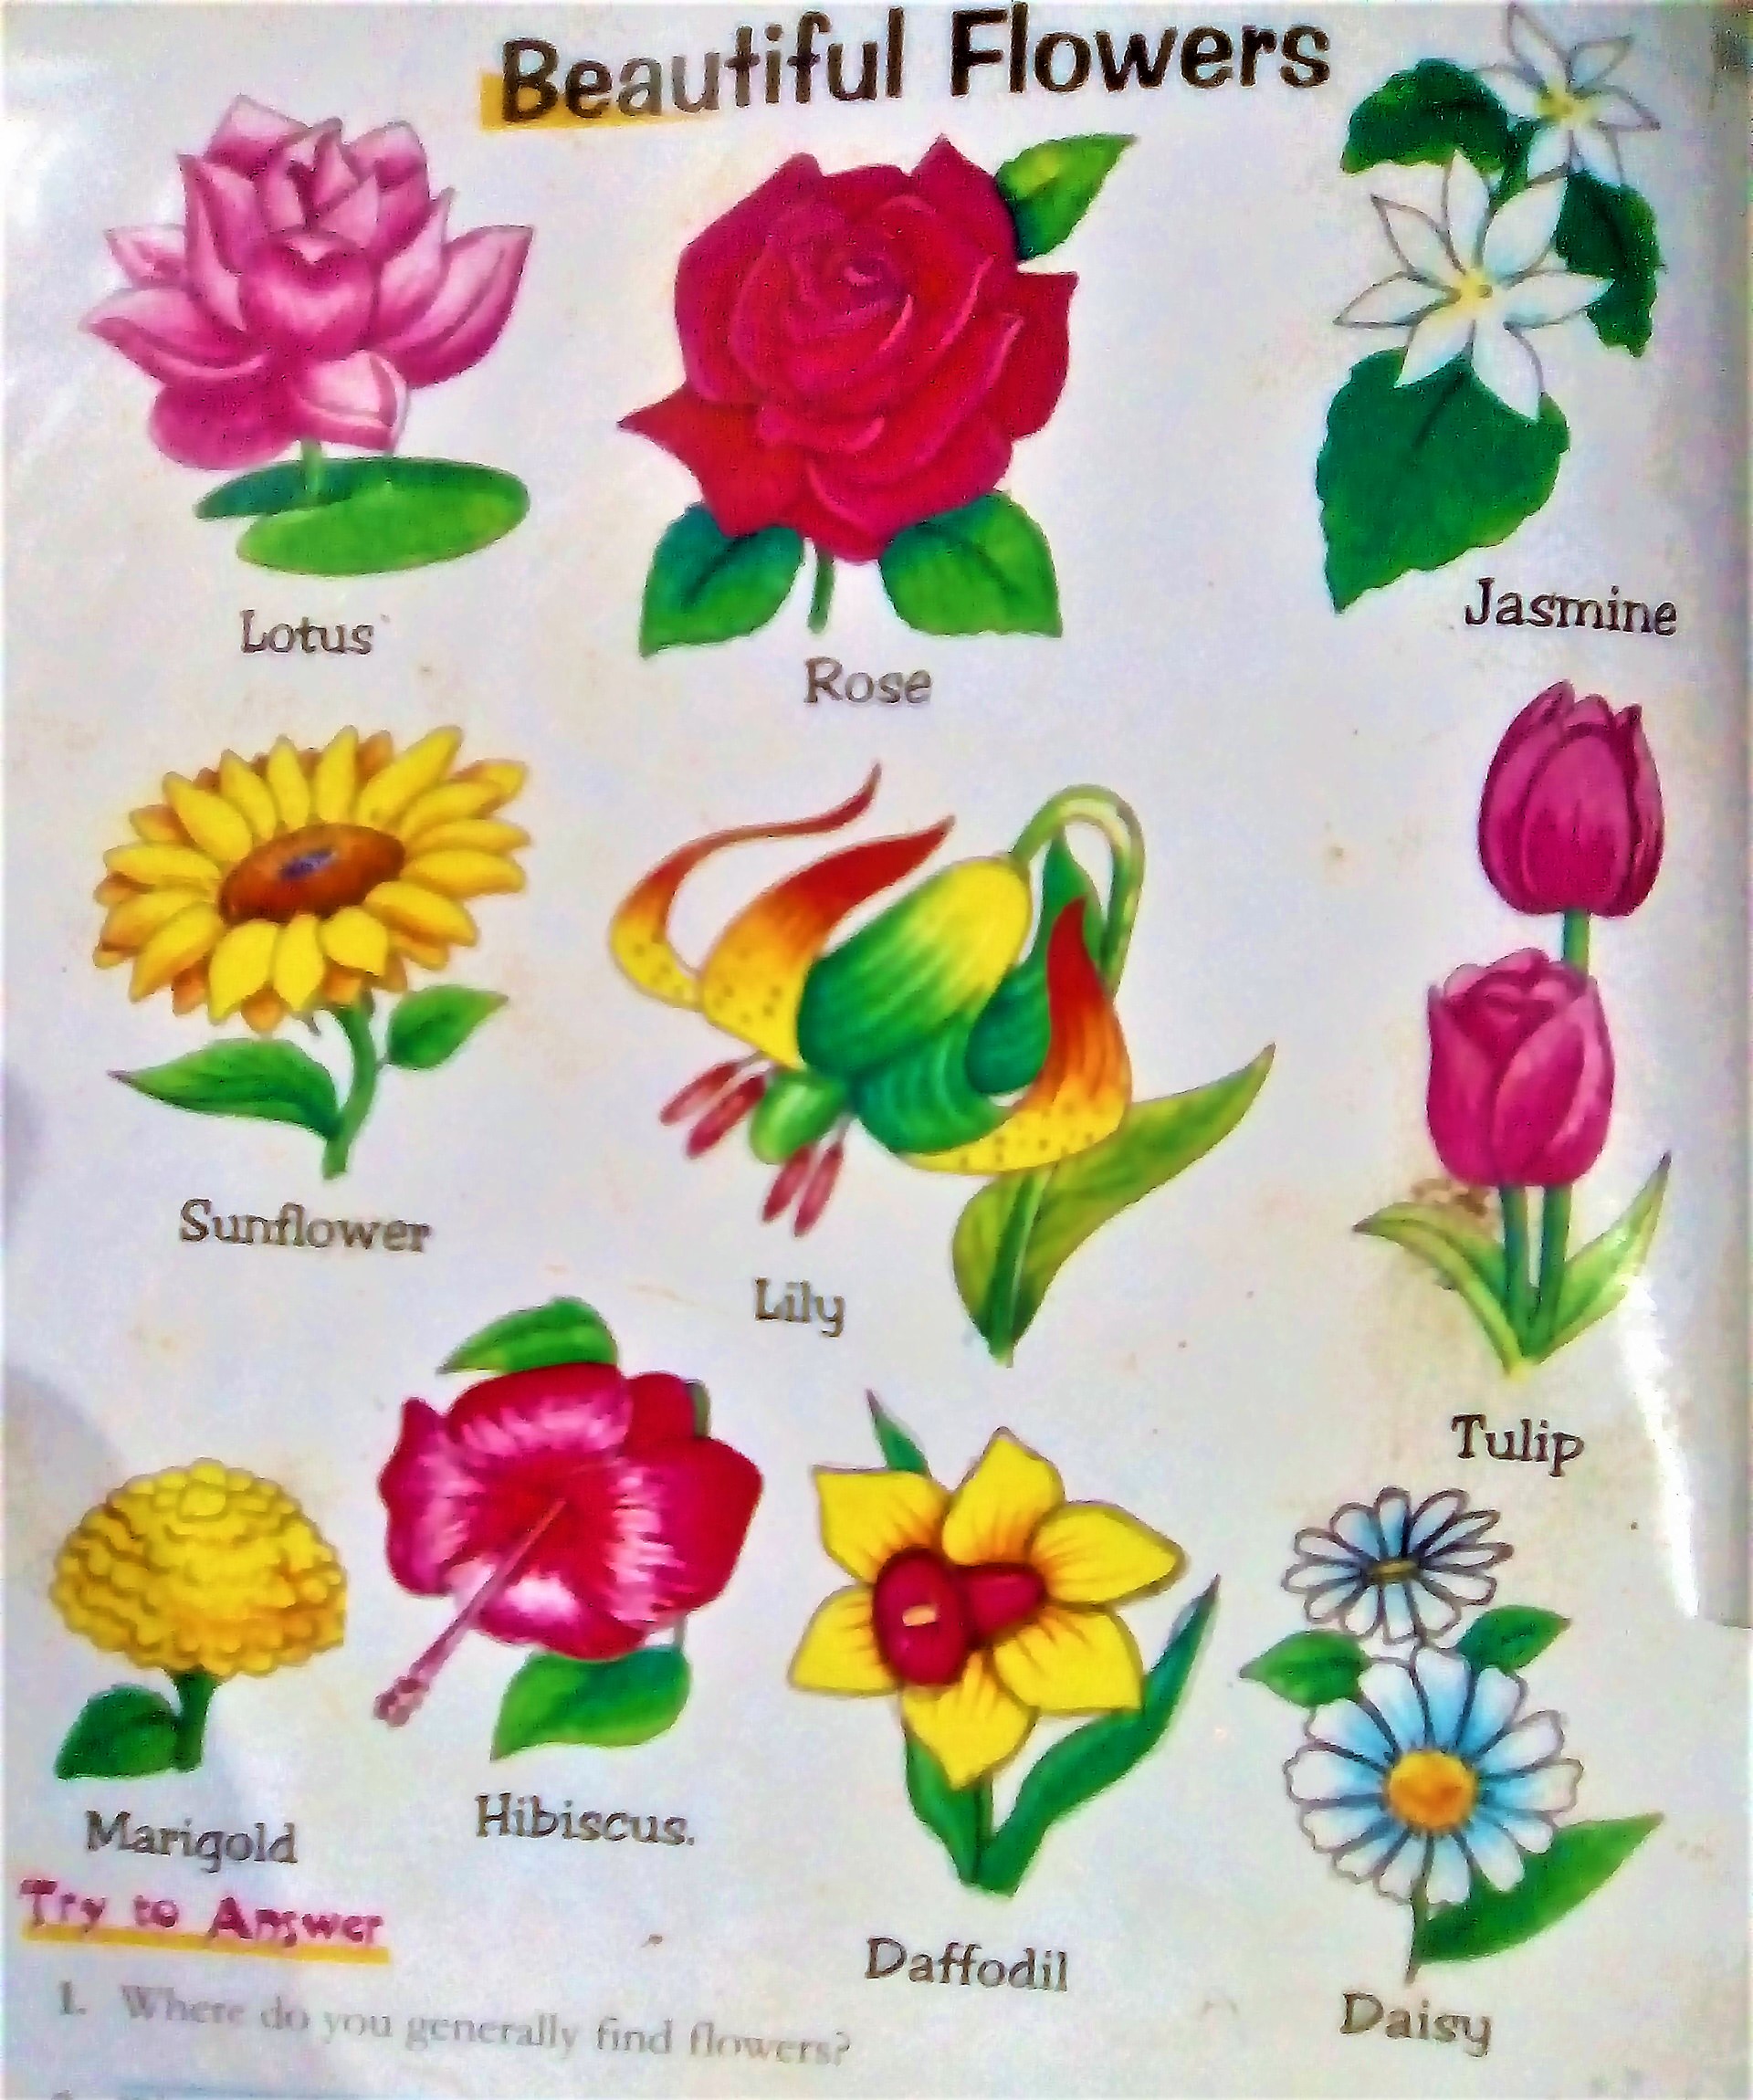 Beautiful Flowers
Lotus
Rose
Jasmine
Sunflower
Lily
Tulip
Marigold
Hibiscus.
Daffodil
Daisy
Try to Answer
1. Where do you generally find flowers?